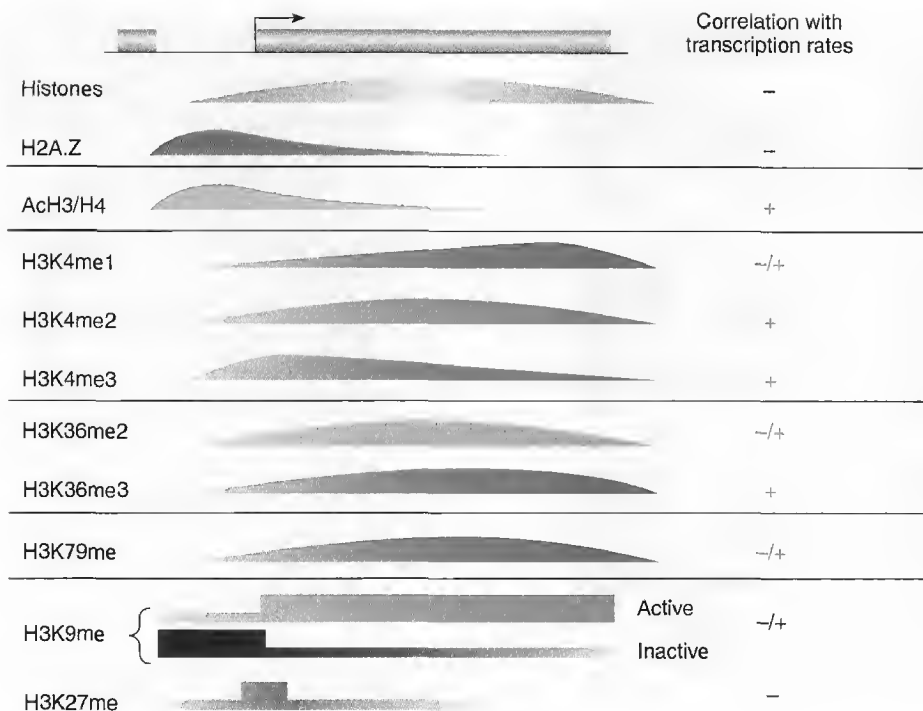 Correlation with
transcription rates
Histones –
H2A.Z –
AcH3/H4 +
H3K4me1 –/+
H3K4me2 +
H3K4me3 +
H3K36me2 –/+
H3K36me3 +
H3K79me –/+
Active
H3K9me –/+
Inactive
H3K27me –